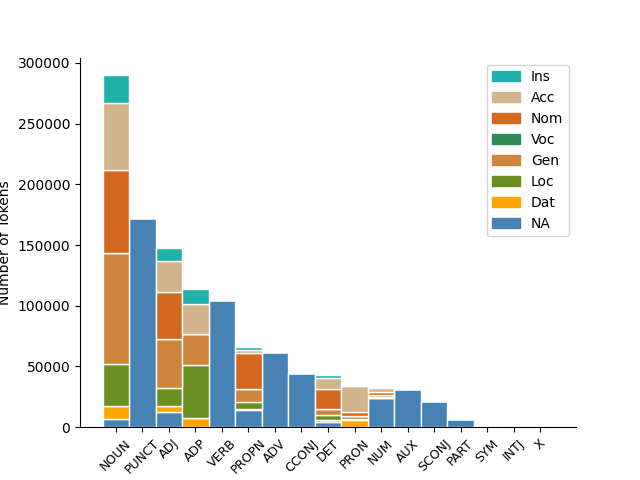 300000
250000
200000
150000
100000
50000
0
Number of Tokens
Ins
Acc
Nom
Voc
Gen
Loc
Dat
NA
NOUN
PUNCT
ADJ
ADP
VERB
PROPN
ADV
CCONJ
DET
PRON
NUM
AUX
SCONJ
PART
SYM
INTJ
X